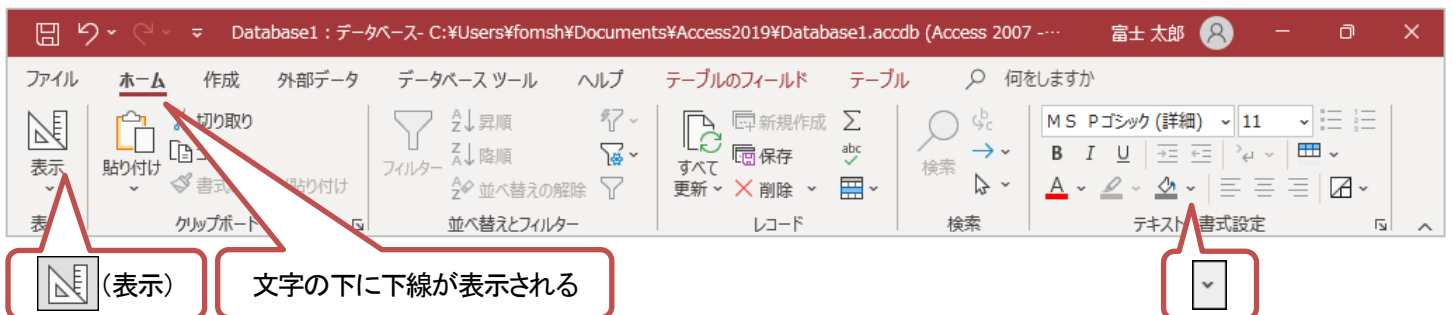 Database1 : データベース- C:¥Users¥fomsh¥Documents¥Access2019¥Database1.accdb (Access 2007 -… 富士 太郎
ファイル ホーム 作成 外部データ データベース ツール ヘルプ テーブルのフィールド テーブル 何をしますか
表示
貼り付け
切り取り
コ
書式 貼り付け
クリップボード
フィルター
昇順
降順
並べ替えの解除
並べ替えとフィルター
すべて
更新
新規作成
保存
削除
レコード
検索
検索
MS Pゴシック (詳細) 11
B I U
テキスト 書式設定
(表示)
文字の下に下線が表示される